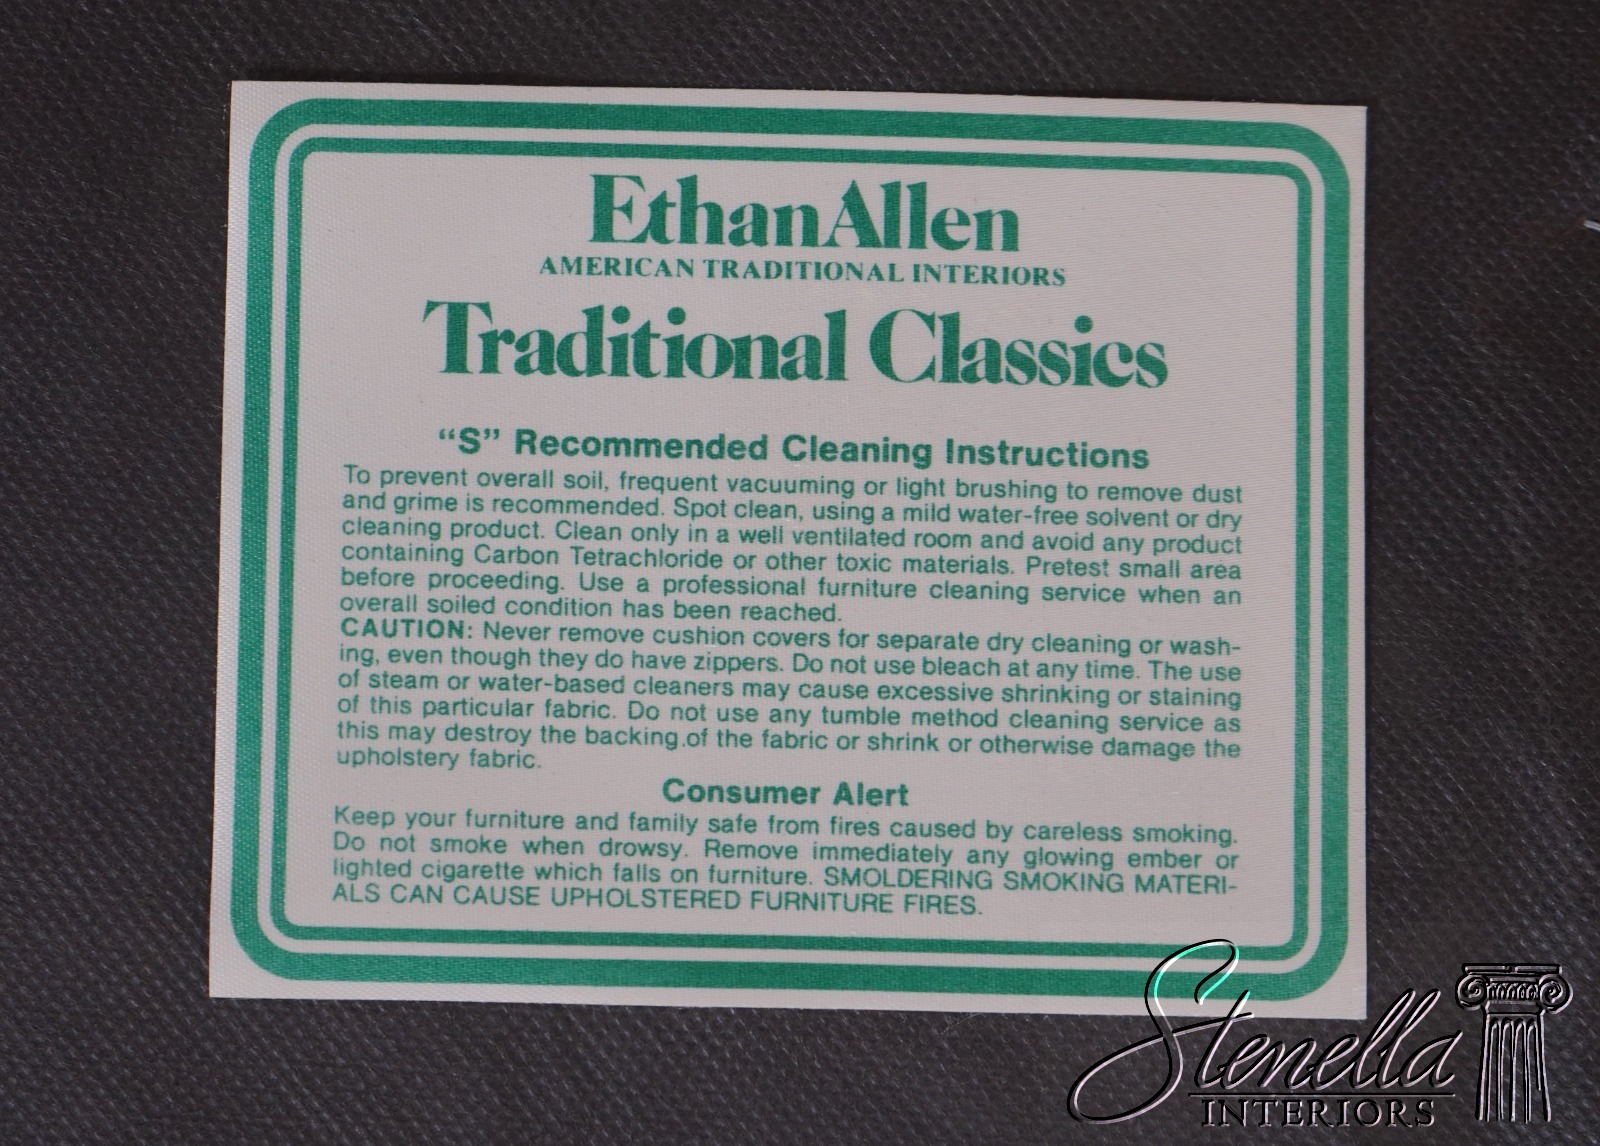 EthanAllen
AMERICAN TRADITIONAL INTERIORS
Traditional Classics
“S” Recommended Cleaning Instructions
To prevent overall soil, frequent vacuuming or light brushing to remove dust
and grime is recommended. Spot clean, using a mild water-free solvent or dry
cleaning product. Clean only in a well ventilated room and avoid any product
containing Carbon Tetrachloride or other toxic materials. Pretest small area
before proceeding. Use a professional furniture cleaning service when an
overall soiled condition has been reached.
CAUTION: Never remove cushion covers for separate dry cleaning or wash-
ing, even though they do have zippers. Do not use bleach at any time. The use
of steam or water-based cleaners may cause excessive shrinking or staining
of this particular fabric. Do not use any tumble method cleaning service as
this may destroy the backing.of the fabric or shrink or otherwise damage the
upholstery fabric.
Consumer Alert
Keep your furniture and family safe from fires caused by careless smoking.
Do not smoke when drowsy. Remove immediately any glowing ember or
lighted cigarette which falls on furniture. SMOLDERING SMOKING MATERI-
ALS CAN CAUSE UPHOLSTERED FURNITURE FIRES.
Stenella
INTERIORS